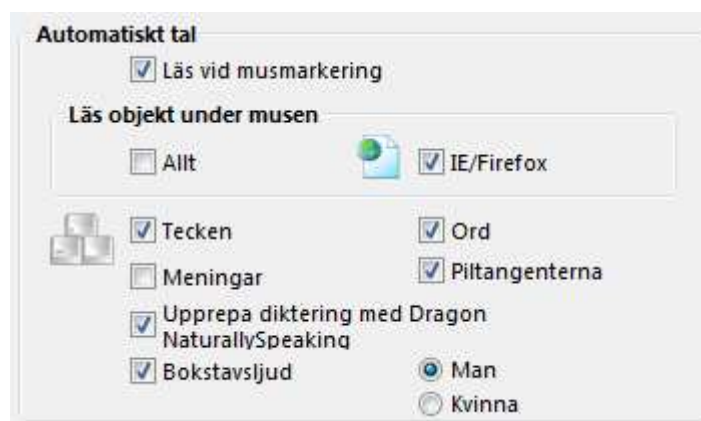 Automatiskt tal
Läs vid musmarkering
Läs objekt under musen
Allt
IE/Firefox
Tecken
Ord
Meningar
Piltangenterna
Upprepa diktering med Dragon
NaturallySpeaking
Bokstavsljud
Man
Kvinna